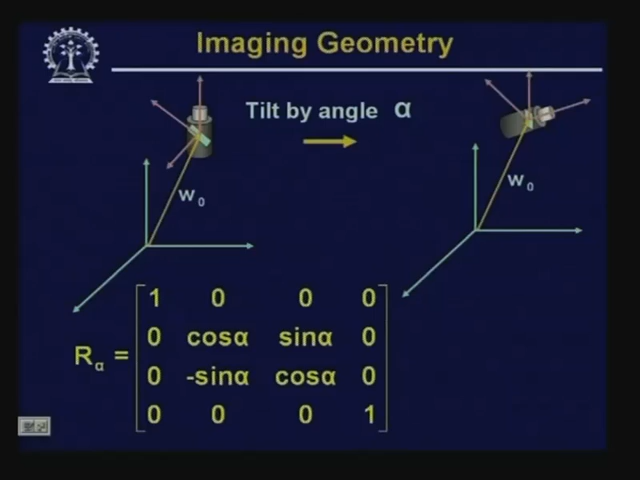 Imaging Geometry
Tilt by angle α
w₀
w₀
Rα =
1 0 0 0
0 cosα sinα 0
0 -sinα cosα 0
0 0 0 1